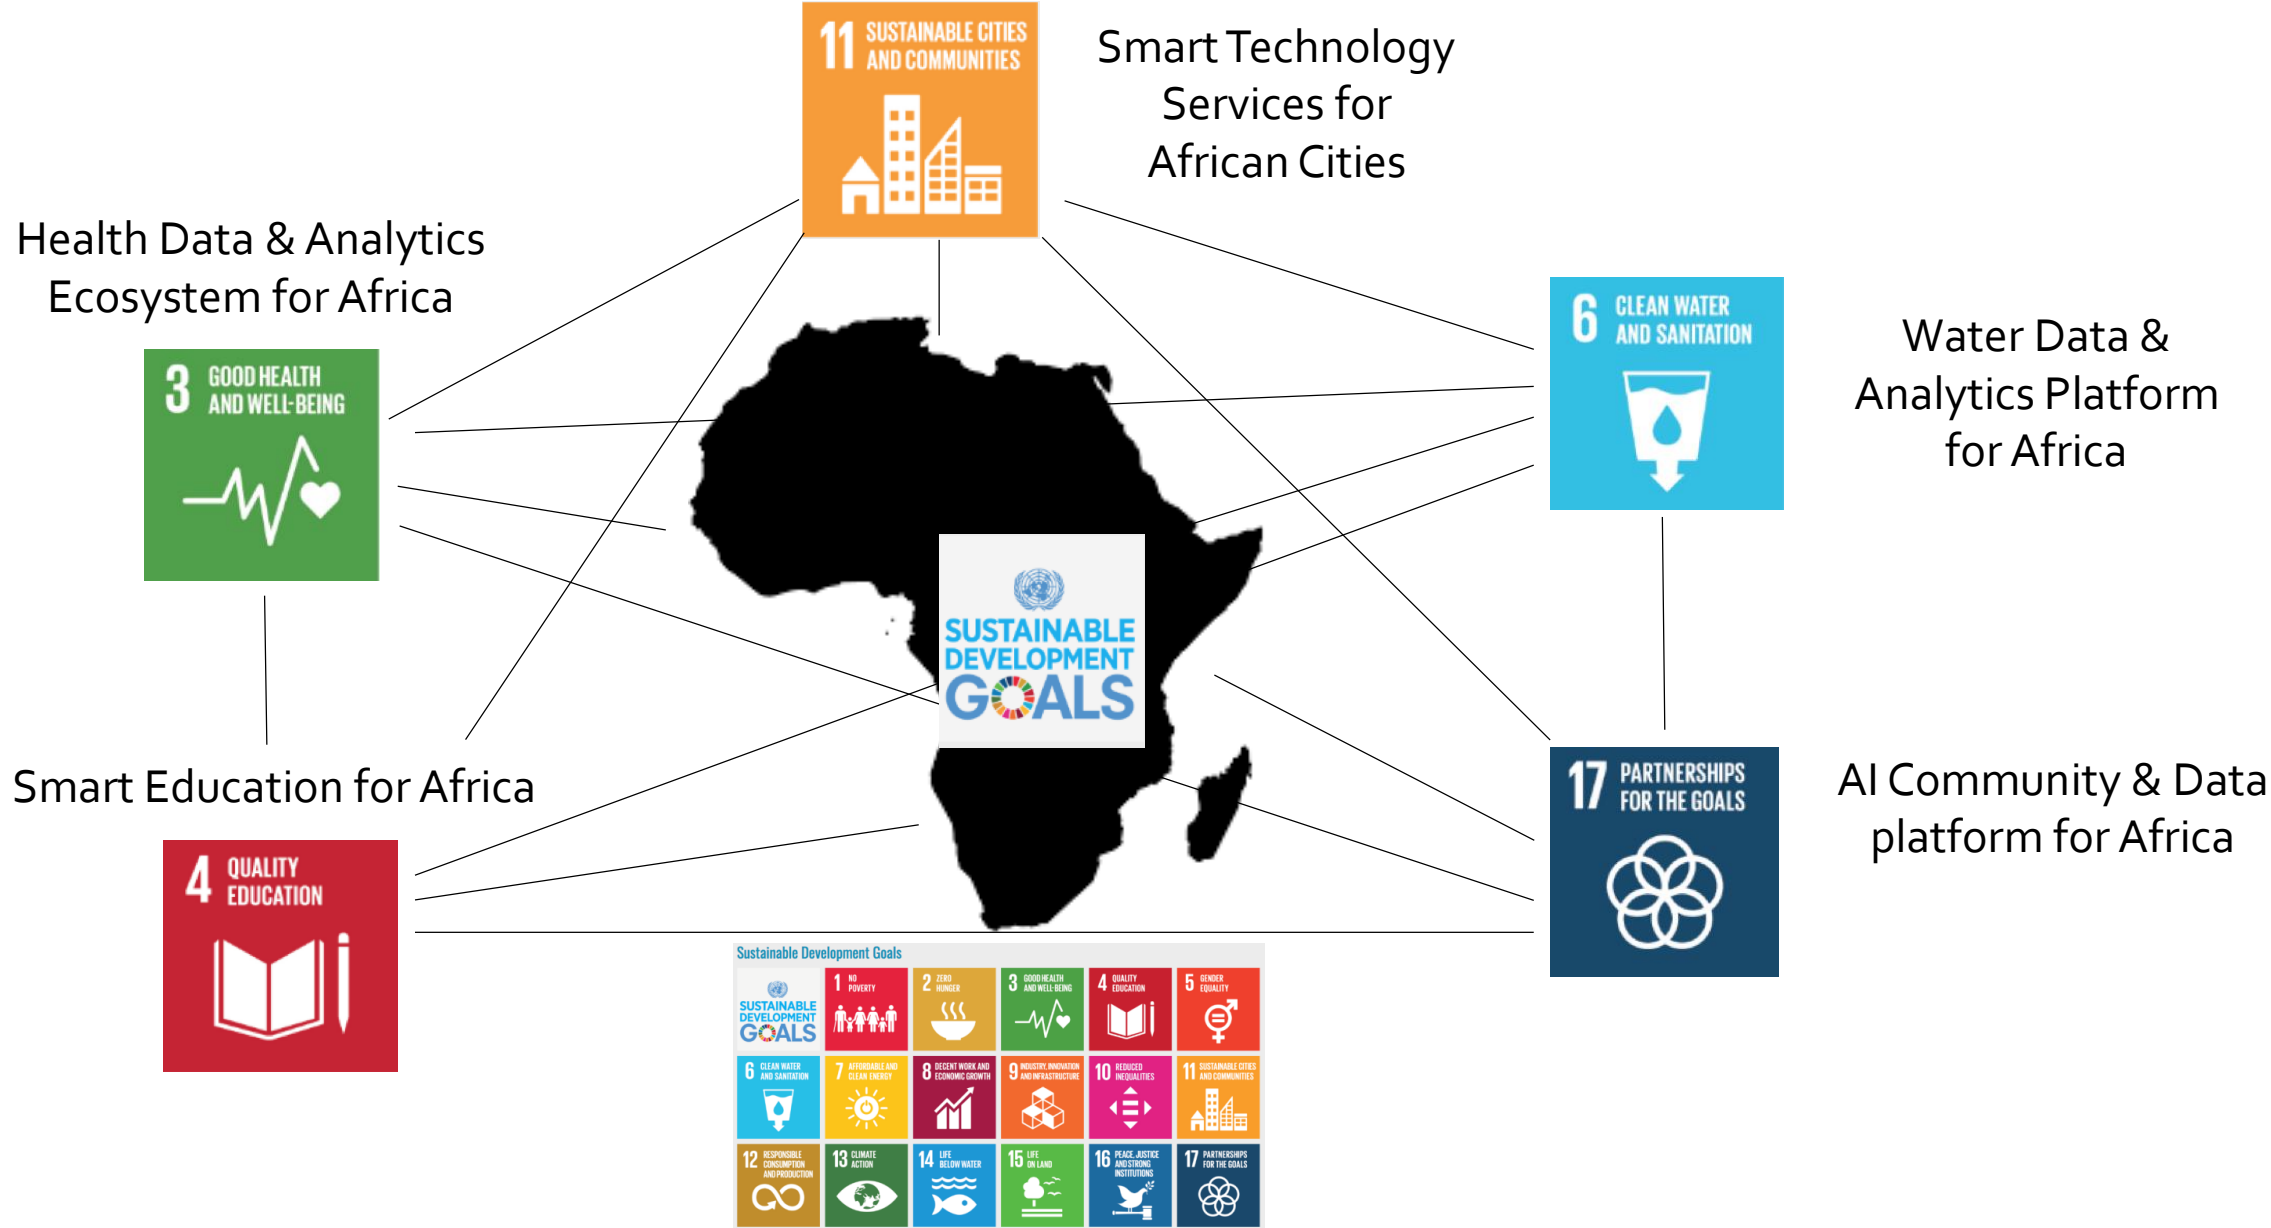 11 SUSTAINABLE CITIES
AND COMMUNITIES
Smart Technology
Services for
African Cities
Health Data & Analytics
Ecosystem for Africa
3 GOOD HEALTH
AND WELL-BEING
6 CLEAN WATER
AND SANITATION
Water Data &
Analytics Platform
for Africa
SUSTAINABLE
DEVELOPMENT
GOALS
Smart Education for Africa
4 QUALITY
EDUCATION
17 PARTNERSHIPS
FOR THE GOALS
AI Community & Data
platform for Africa
Sustainable Development Goals
SUSTAINABLE
DEVELOPMENT
GOALS
1 NO
POVERTY
2 ZERO
HUNGER
3 GOOD HEALTH
AND WELL-BEING
4 QUALITY
EDUCATION
5 GENDER
EQUALITY
6 CLEAN WATER
AND SANITATION
7 AFFORDABLE AND
CLEAN ENERGY
8 DECENT WORK AND
ECONOMIC GROWTH
9 INDUSTRY, INNOVATION
AND INFRASTRUCTURE
10 REDUCED
INEQUALITIES
11 SUSTAINABLE CITIES
AND COMMUNITIES
12 RESPONSIBLE
CONSUMPTION
AND PRODUCTION
13 CLIMATE
ACTION
14 LIFE
BELOW WATER
15 LIFE
ON LAND
16 PEACE, JUSTICE
AND STRONG
INSTITUTIONS
17 PARTNERSHIPS
FOR THE GOALS